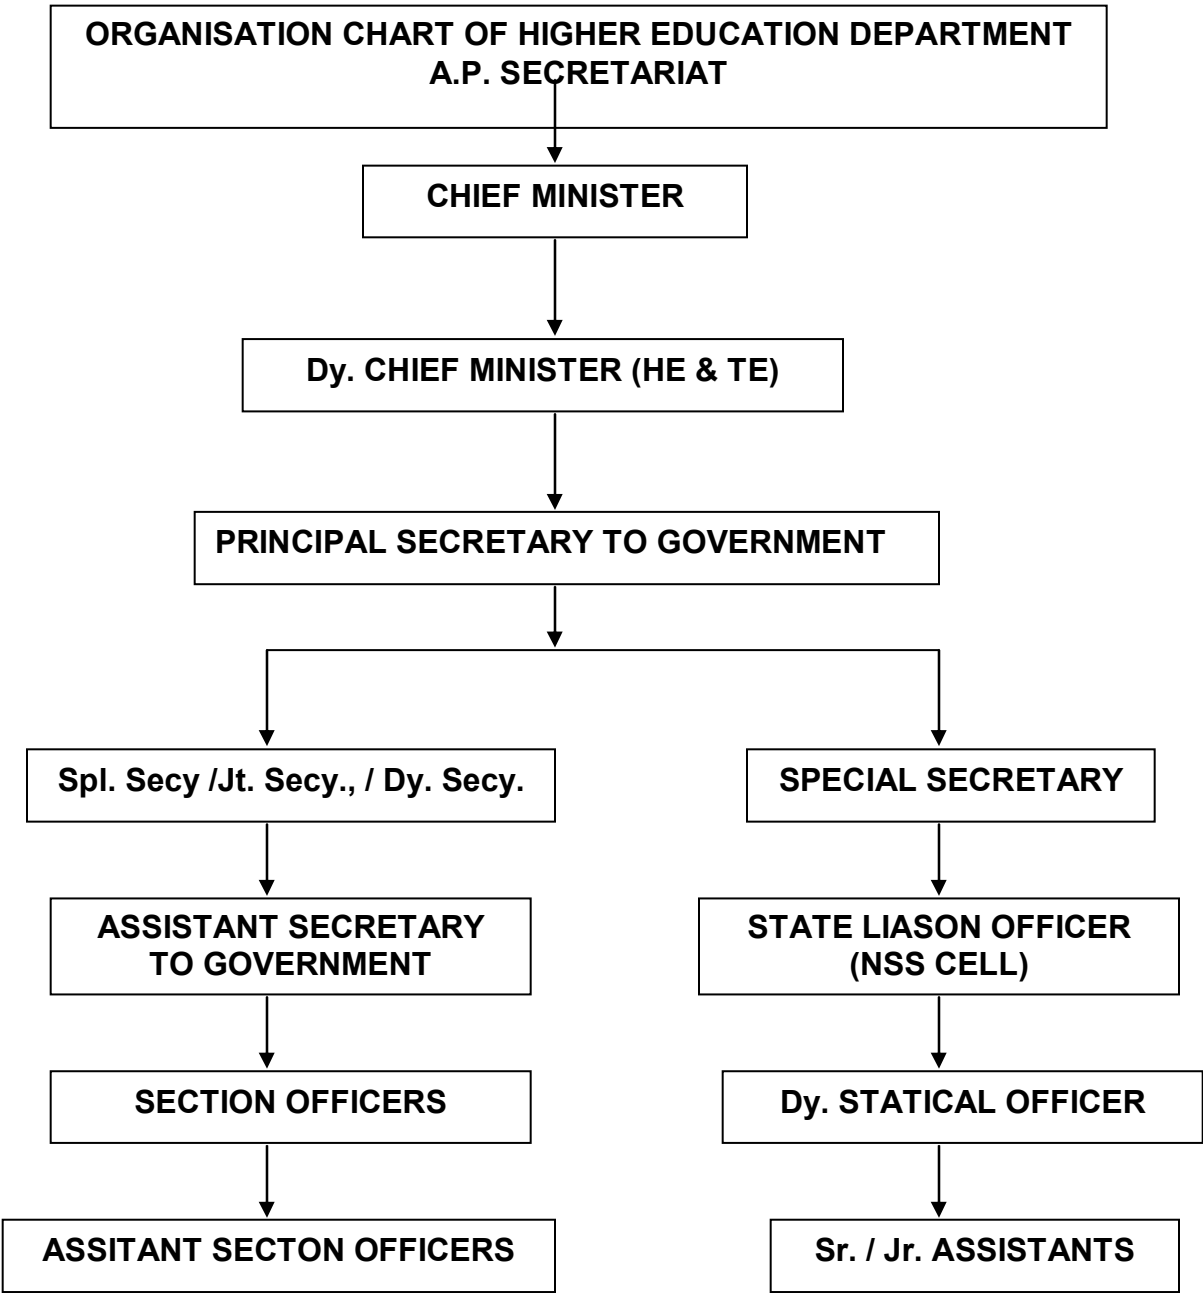 ORGANISATION CHART OF HIGHER EDUCATION DEPARTMENT
A.P. SECRETARIAT
CHIEF MINISTER
Dy. CHIEF MINISTER (HE & TE)
PRINCIPAL SECRETARY TO GOVERNMENT
Spl. Secy /Jt. Secy., / Dy. Secy.
SPECIAL SECRETARY
ASSISTANT SECRETARY
TO GOVERNMENT
STATE LIASON OFFICER
(NSS CELL)
SECTION OFFICERS
Dy. STATICAL OFFICER
ASSITANT SECTON OFFICERS
Sr. / Jr. ASSISTANTS